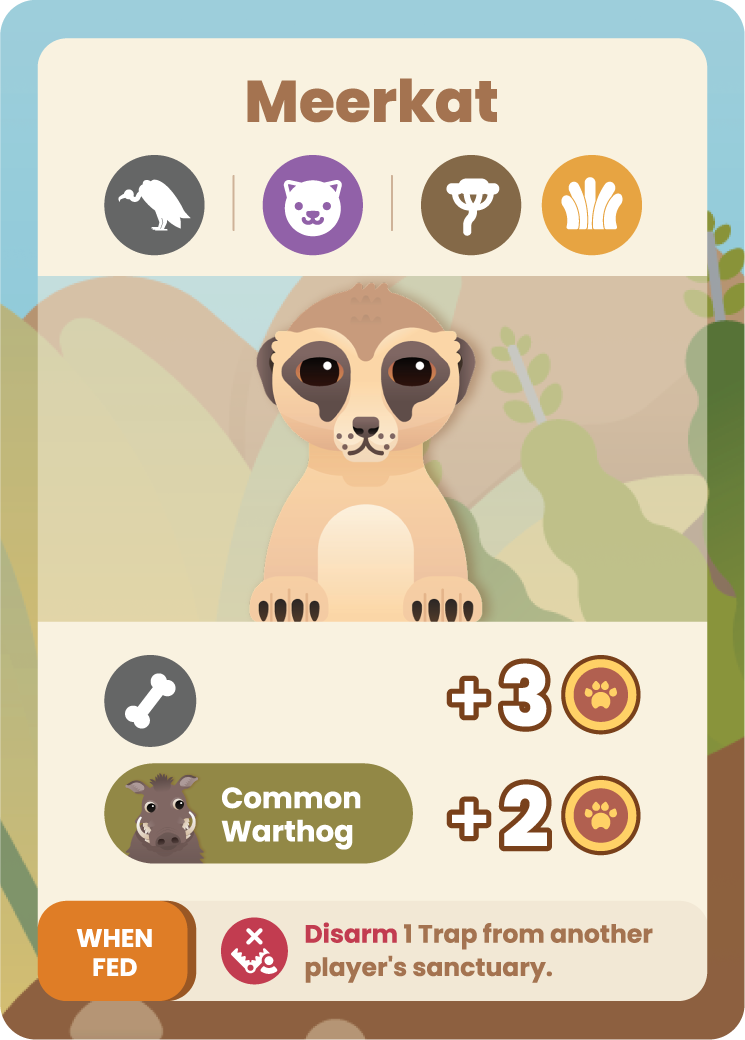 Meerkat
+3
Common
Warthog
+2
WHEN
FED
Disarm 1 Trap from another
player's sanctuary.